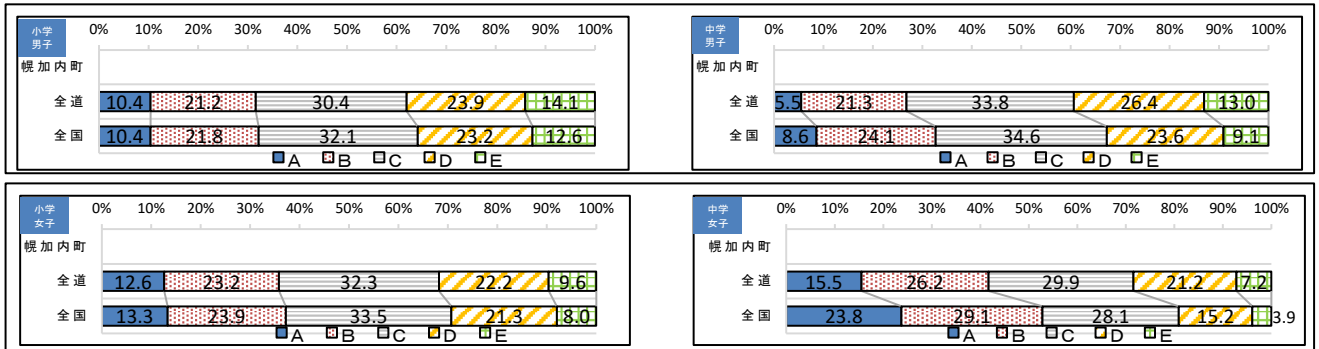 小学 男子
0% 10% 20% 30% 40% 50% 60% 70% 80% 90% 100%
幌加内町
全道 10.4 21.2 30.4 23.9 14.1
全国 10.4 21.8 32.1 23.2 12.6
A B C D E
中学 男子
0% 10% 20% 30% 40% 50% 60% 70% 80% 90% 100%
幌加内町
全道 5.5 21.3 33.8 26.4 13.0
全国 8.6 24.1 34.6 23.6 9.1
A B C D E
小学 女子
0% 10% 20% 30% 40% 50% 60% 70% 80% 90% 100%
幌加内町
全道 12.6 23.2 32.3 22.2 9.6
全国 13.3 23.9 33.5 21.3 8.0
A B C D E
中学 女子
0% 10% 20% 30% 40% 50% 60% 70% 80% 90% 100%
幌加内町
全道 15.5 26.2 29.9 21.2 7.2
全国 23.8 29.1 28.1 15.2 3.9
A B C D E